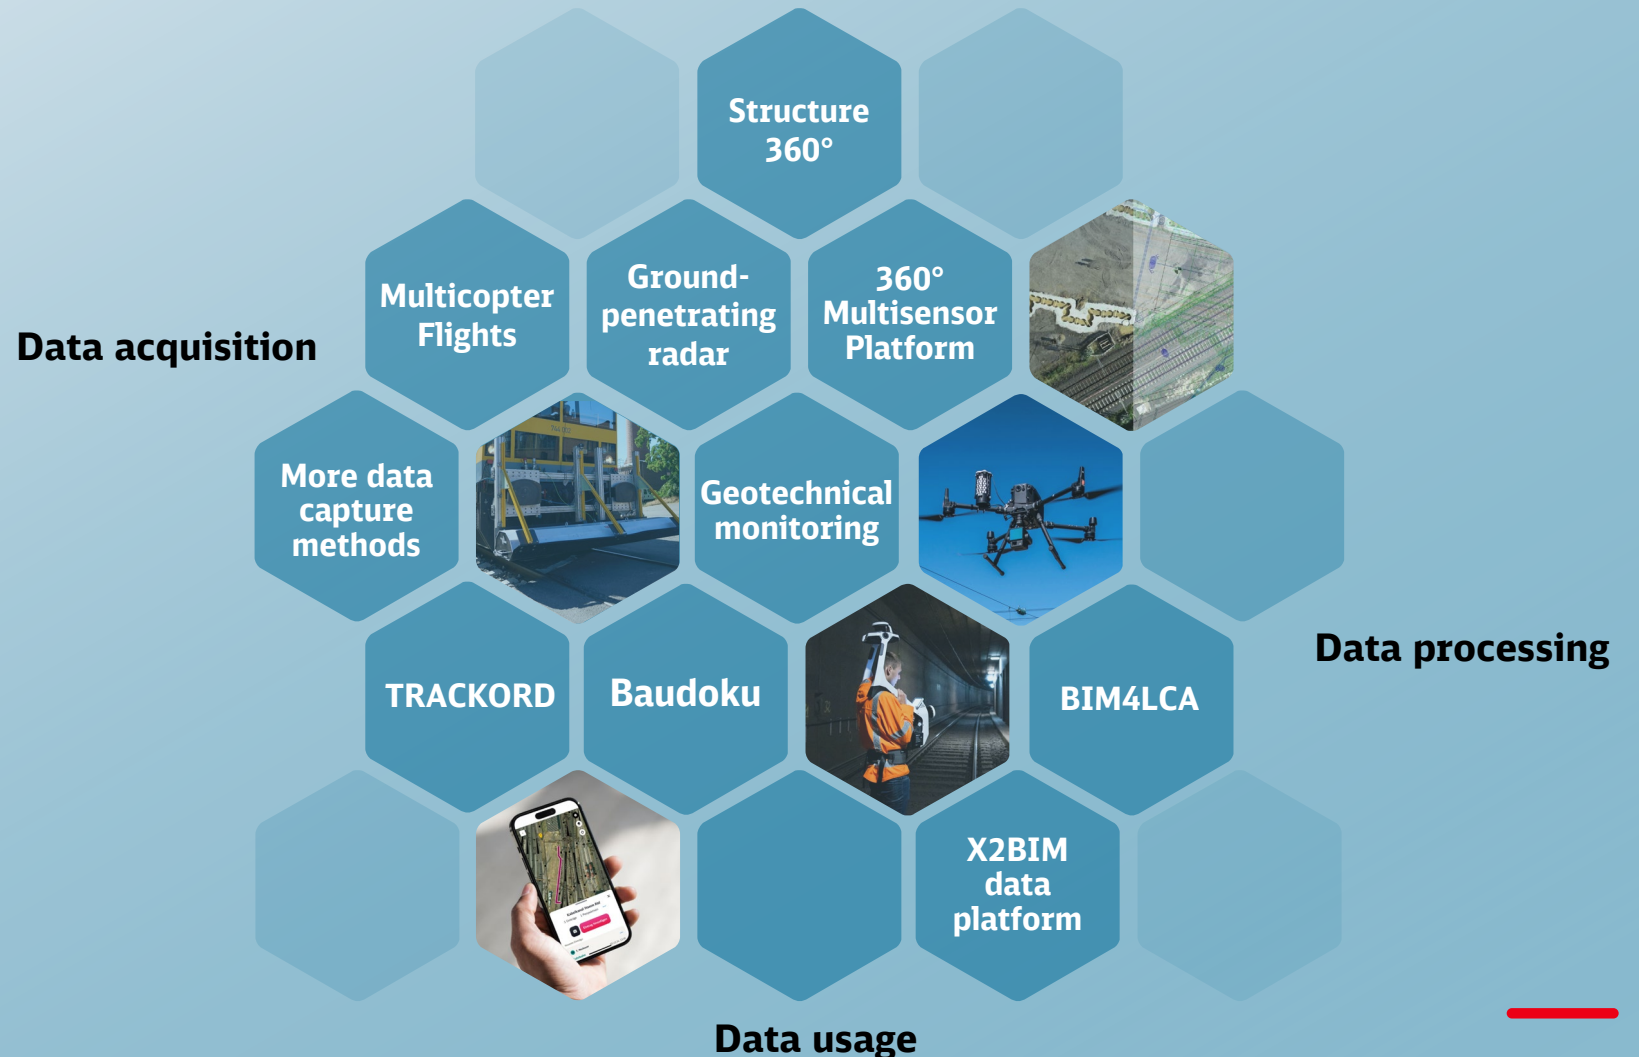 Structure
360°
Multicopter
Flights
Ground-
penetrating
radar
360°
Multisensor
Platform
Data acquisition
More data
capture
methods
Geotechnical
monitoring
Data processing
TRACKORD
Baudoku
BIM4LCA
X2BIM
data
platform
Data usage